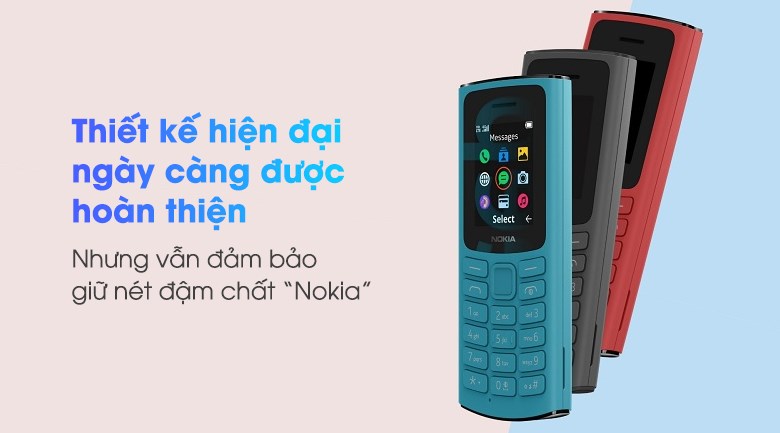 Thiết kế hiện đại
ngày càng được
hoàn thiện
Nhưng vẫn đảm bảo
giữ nét đậm chất “Nokia”
Messages
Select
NOKIA